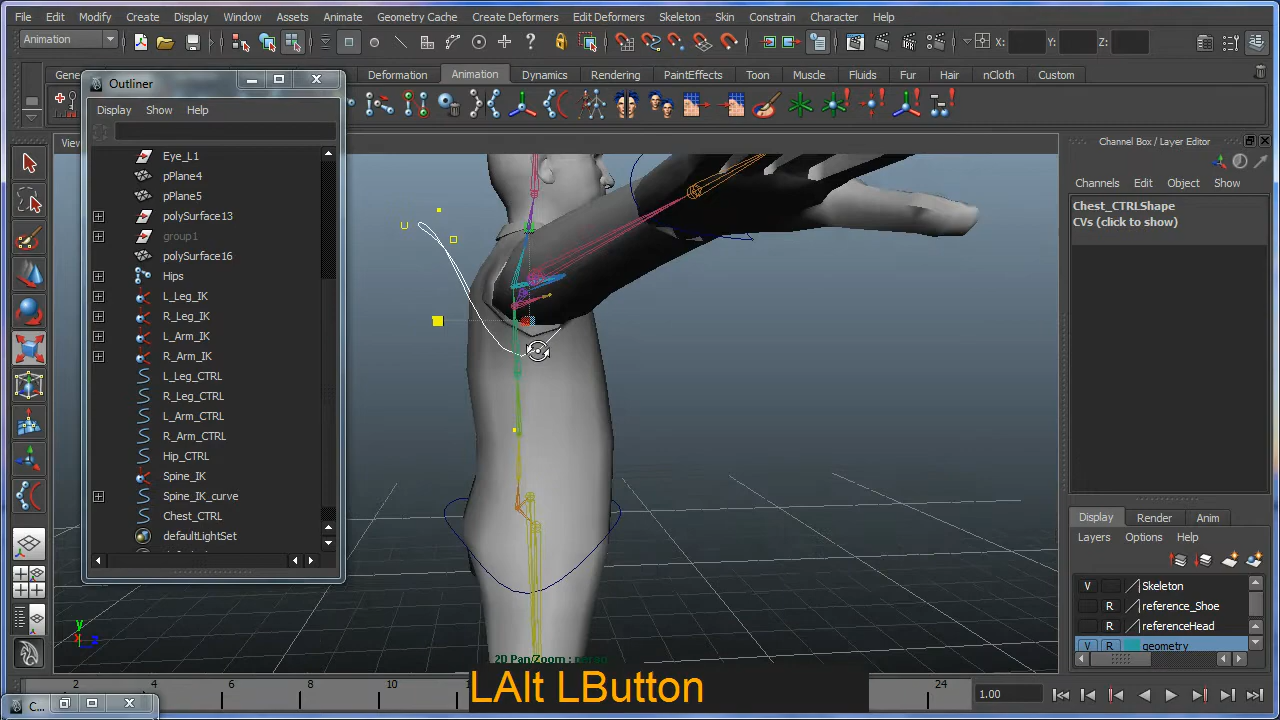 File Edit Modify Create Display Window Assets Animate Geometry Cache Create Deformers Edit Deformers Skeleton Skin Constrain Character Help
Animation X: Y: Z:
Deformation Animation Dynamics Rendering PaintEffects Toon Muscle Fluids Fur Hair nCloth Custom
Outliner
Display Show Help
Eye_L1
pPlane4
pPlane5
polySurface13
group1
polySurface16
Hips
L_Leg_IK
R_Leg_IK
L_Arm_IK
R_Arm_IK
L_Leg_CTRL
R_Leg_CTRL
L_Arm_CTRL
R_Arm_CTRL
Hip_CTRL
Spine_IK
Spine_IK_curve
Chest_CTRL
defaultLightSet
U
y
x
z
2D Pan/Zoom : persp
LAlt LButton
Channel Box / Layer Editor
Channels Edit Object Show
Chest_CTRLShape
CVs (click to show)
Display Render Anim
Layers Options Help
V Skeleton
R reference_Shoe
R referenceHead
V R geometry
2 4 6 8 10 24 1.00
C...